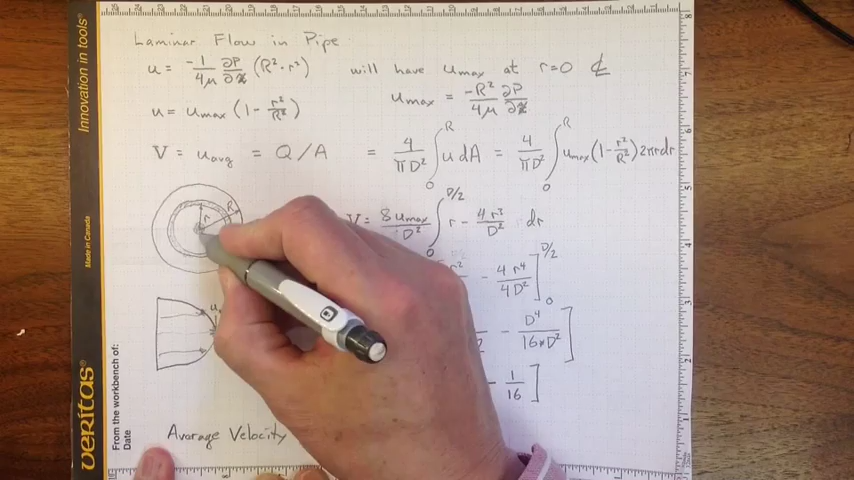 Laminar Flow in Pipe
u = -1/4μ ∂P/∂x (R² - r²) will have umax at r=0 ℄
u = umax (1 - r²/R²) umax = -R²/4μ ∂P/∂x
V = uavg = Q/A = 4/πD² ∫₀ᴿ u dA = 4/πD² ∫₀ᴿ umax (1 - r²/R²) 2πrdr
r R
V = 8 umax/D² ∫₀^D/2 r - 4r³/D² dr
- 4r⁴/4D² ]₀^D/2
- D⁴/16*D² ]
- 1/16 ]
Avarage Velocity
Innovation in tools®
Made in Canada
veritas®
From the workbench of:
Date